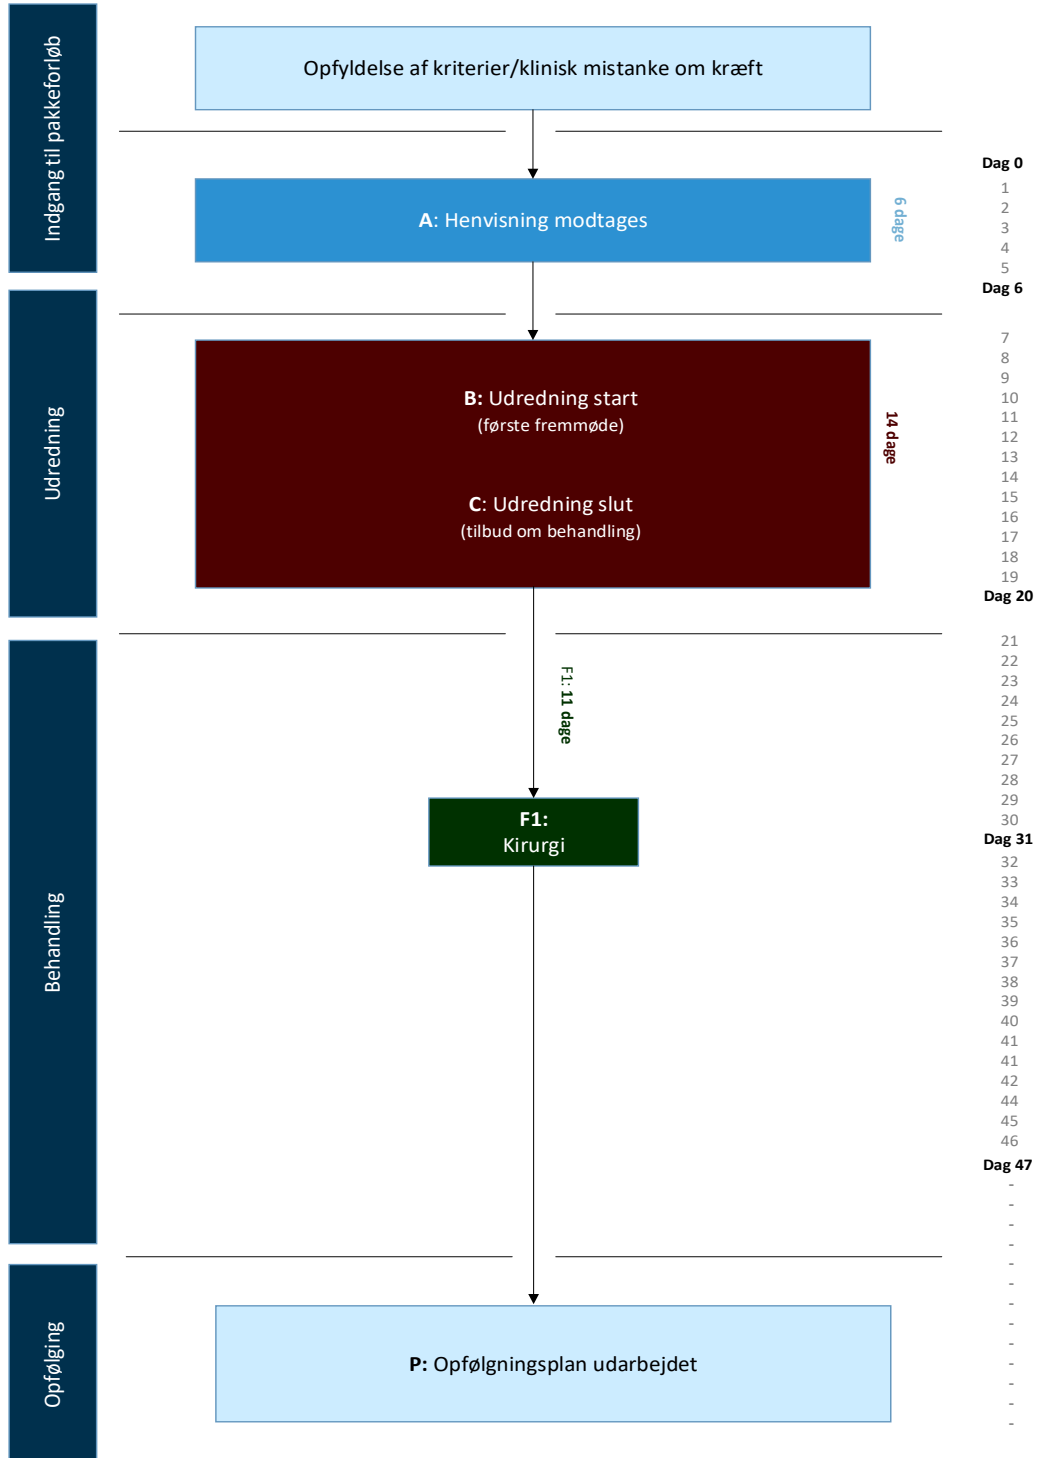 Indgang til pakkeforløb
Opfyldelse af kriterier/klinisk mistanke om kræft
A: Henvisning modtages
6 dage
Dag 0
1
2
3
4
5
Dag 6
Udredning
B: Udredning start
(første fremmøde)
C: Udredning slut
(tilbud om behandling)
14 dage
7
8
9
10
11
12
13
14
15
16
17
18
19
Dag 20
Behandling
F1: 11 dage
F1:
Kirurgi
21
22
23
24
25
26
27
28
29
30
Dag 31
32
33
34
35
36
37
38
39
40
41
41
42
44
45
46
Dag 47
-
-
-
-
-
-
-
-
-
-
-
-
-
Opfølging
P: Opfølgningsplan udarbejdet